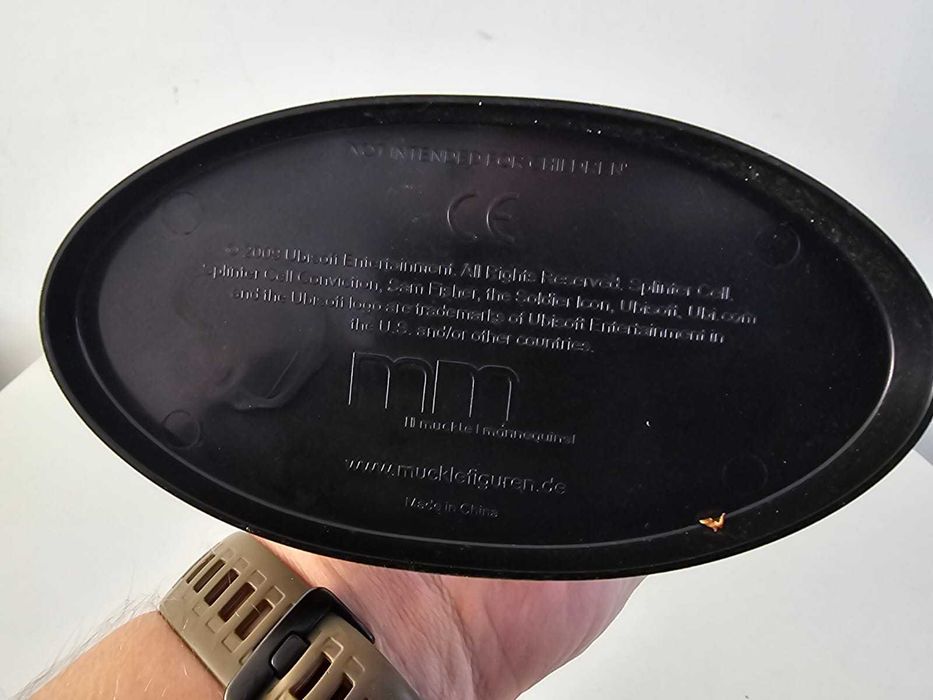 NOT INTENDED FOR CHILDREN!
CE
© 2009 Ubisoft Entertainment. All Rights Reserved. Splinter Cell,
Splinter Cell Conviction, Sam Fisher, the Soldier Icon, Ubisoft, Ubi.com
and the Ubisoft logo are trademarks of Ubisoft Entertainment in
the U.S. and/or other countries.
mm
muckle mannequins!
www.mucklefiguren.de
Made in China